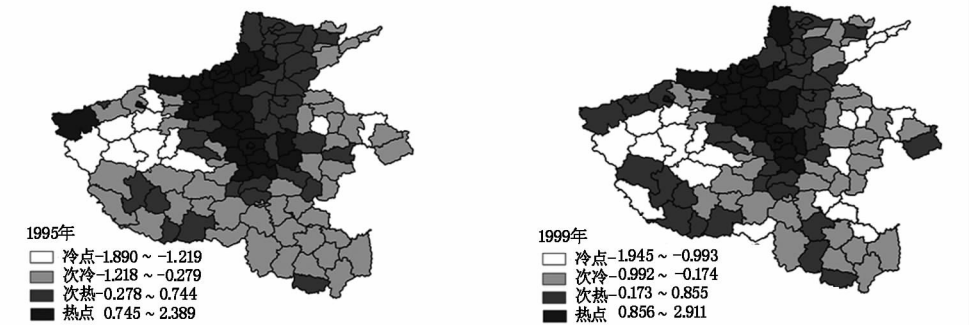 1995年
冷点-1.890 ~ -1.219
次冷-1.218 ~ -0.279
次热-0.278 ~ 0.744
热点 0.745 ~ 2.389
1999年
冷点-1.945 ~ -0.993
次冷-0.992 ~ -0.174
次热-0.173 ~ 0.855
热点 0.856 ~ 2.911